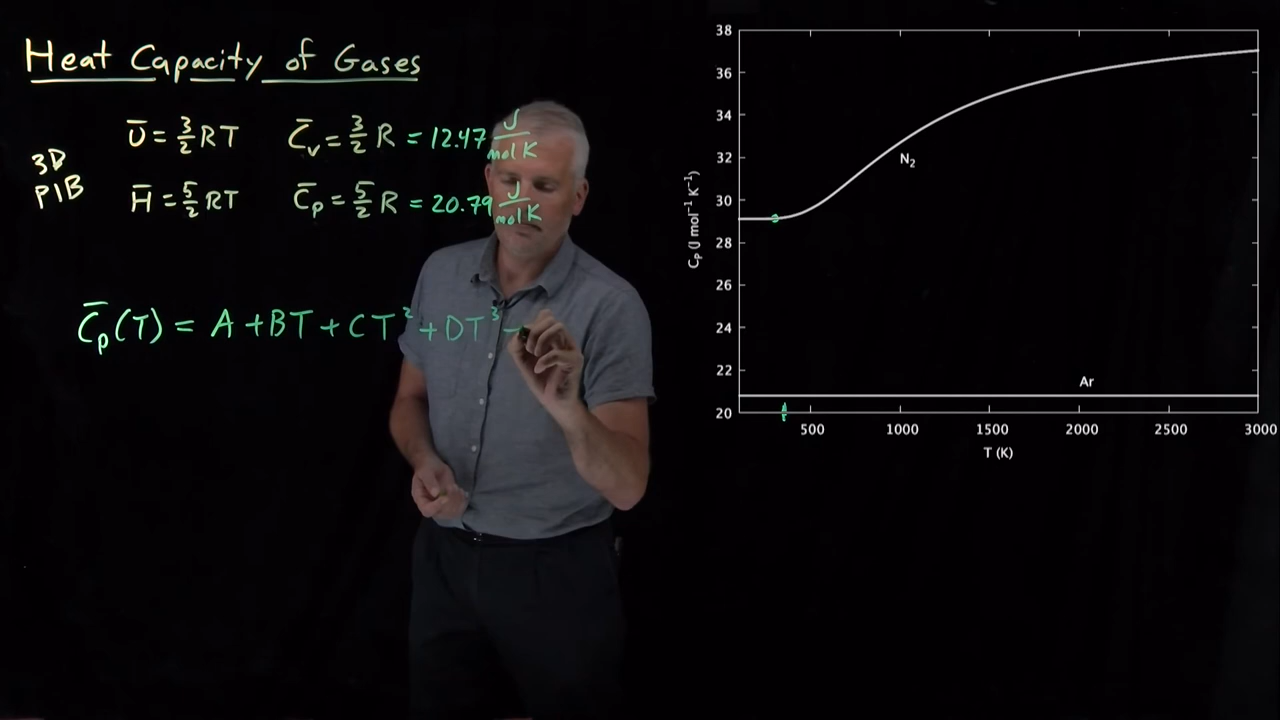 Heat Capacity of Gases
3D
PIB
Ū = 3/2 RT
C̄ᵥ = 3/2 R = 12.47 J/mol K
H̄ = 5/2 RT
C̄ₚ = 5/2 R = 20.79 J/mol K
C̄ₚ(T) = A + BT + CT² + DT³ -
38
36
34
32
30
28
26
24
22
20
Cₚ (J mol⁻¹ K⁻¹)
N₂
Ar
500 1000 1500 2000 2500 3000
T (K)